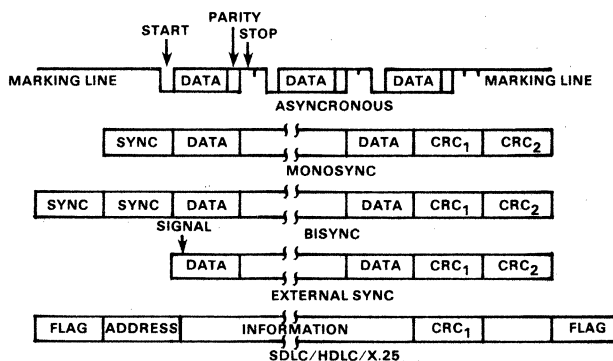 PARITY
START STOP
MARKING LINE DATA DATA DATA MARKING LINE
ASYNCRONOUS
SYNC DATA DATA CRC1 CRC2
MONOSYNC
SYNC SYNC DATA DATA CRC1 CRC2
SIGNAL BISYNC
DATA DATA CRC1 CRC2
EXTERNAL SYNC
FLAG ADDRESS INFORMATION CRC1 FLAG
SDLC/HDLC/X.25